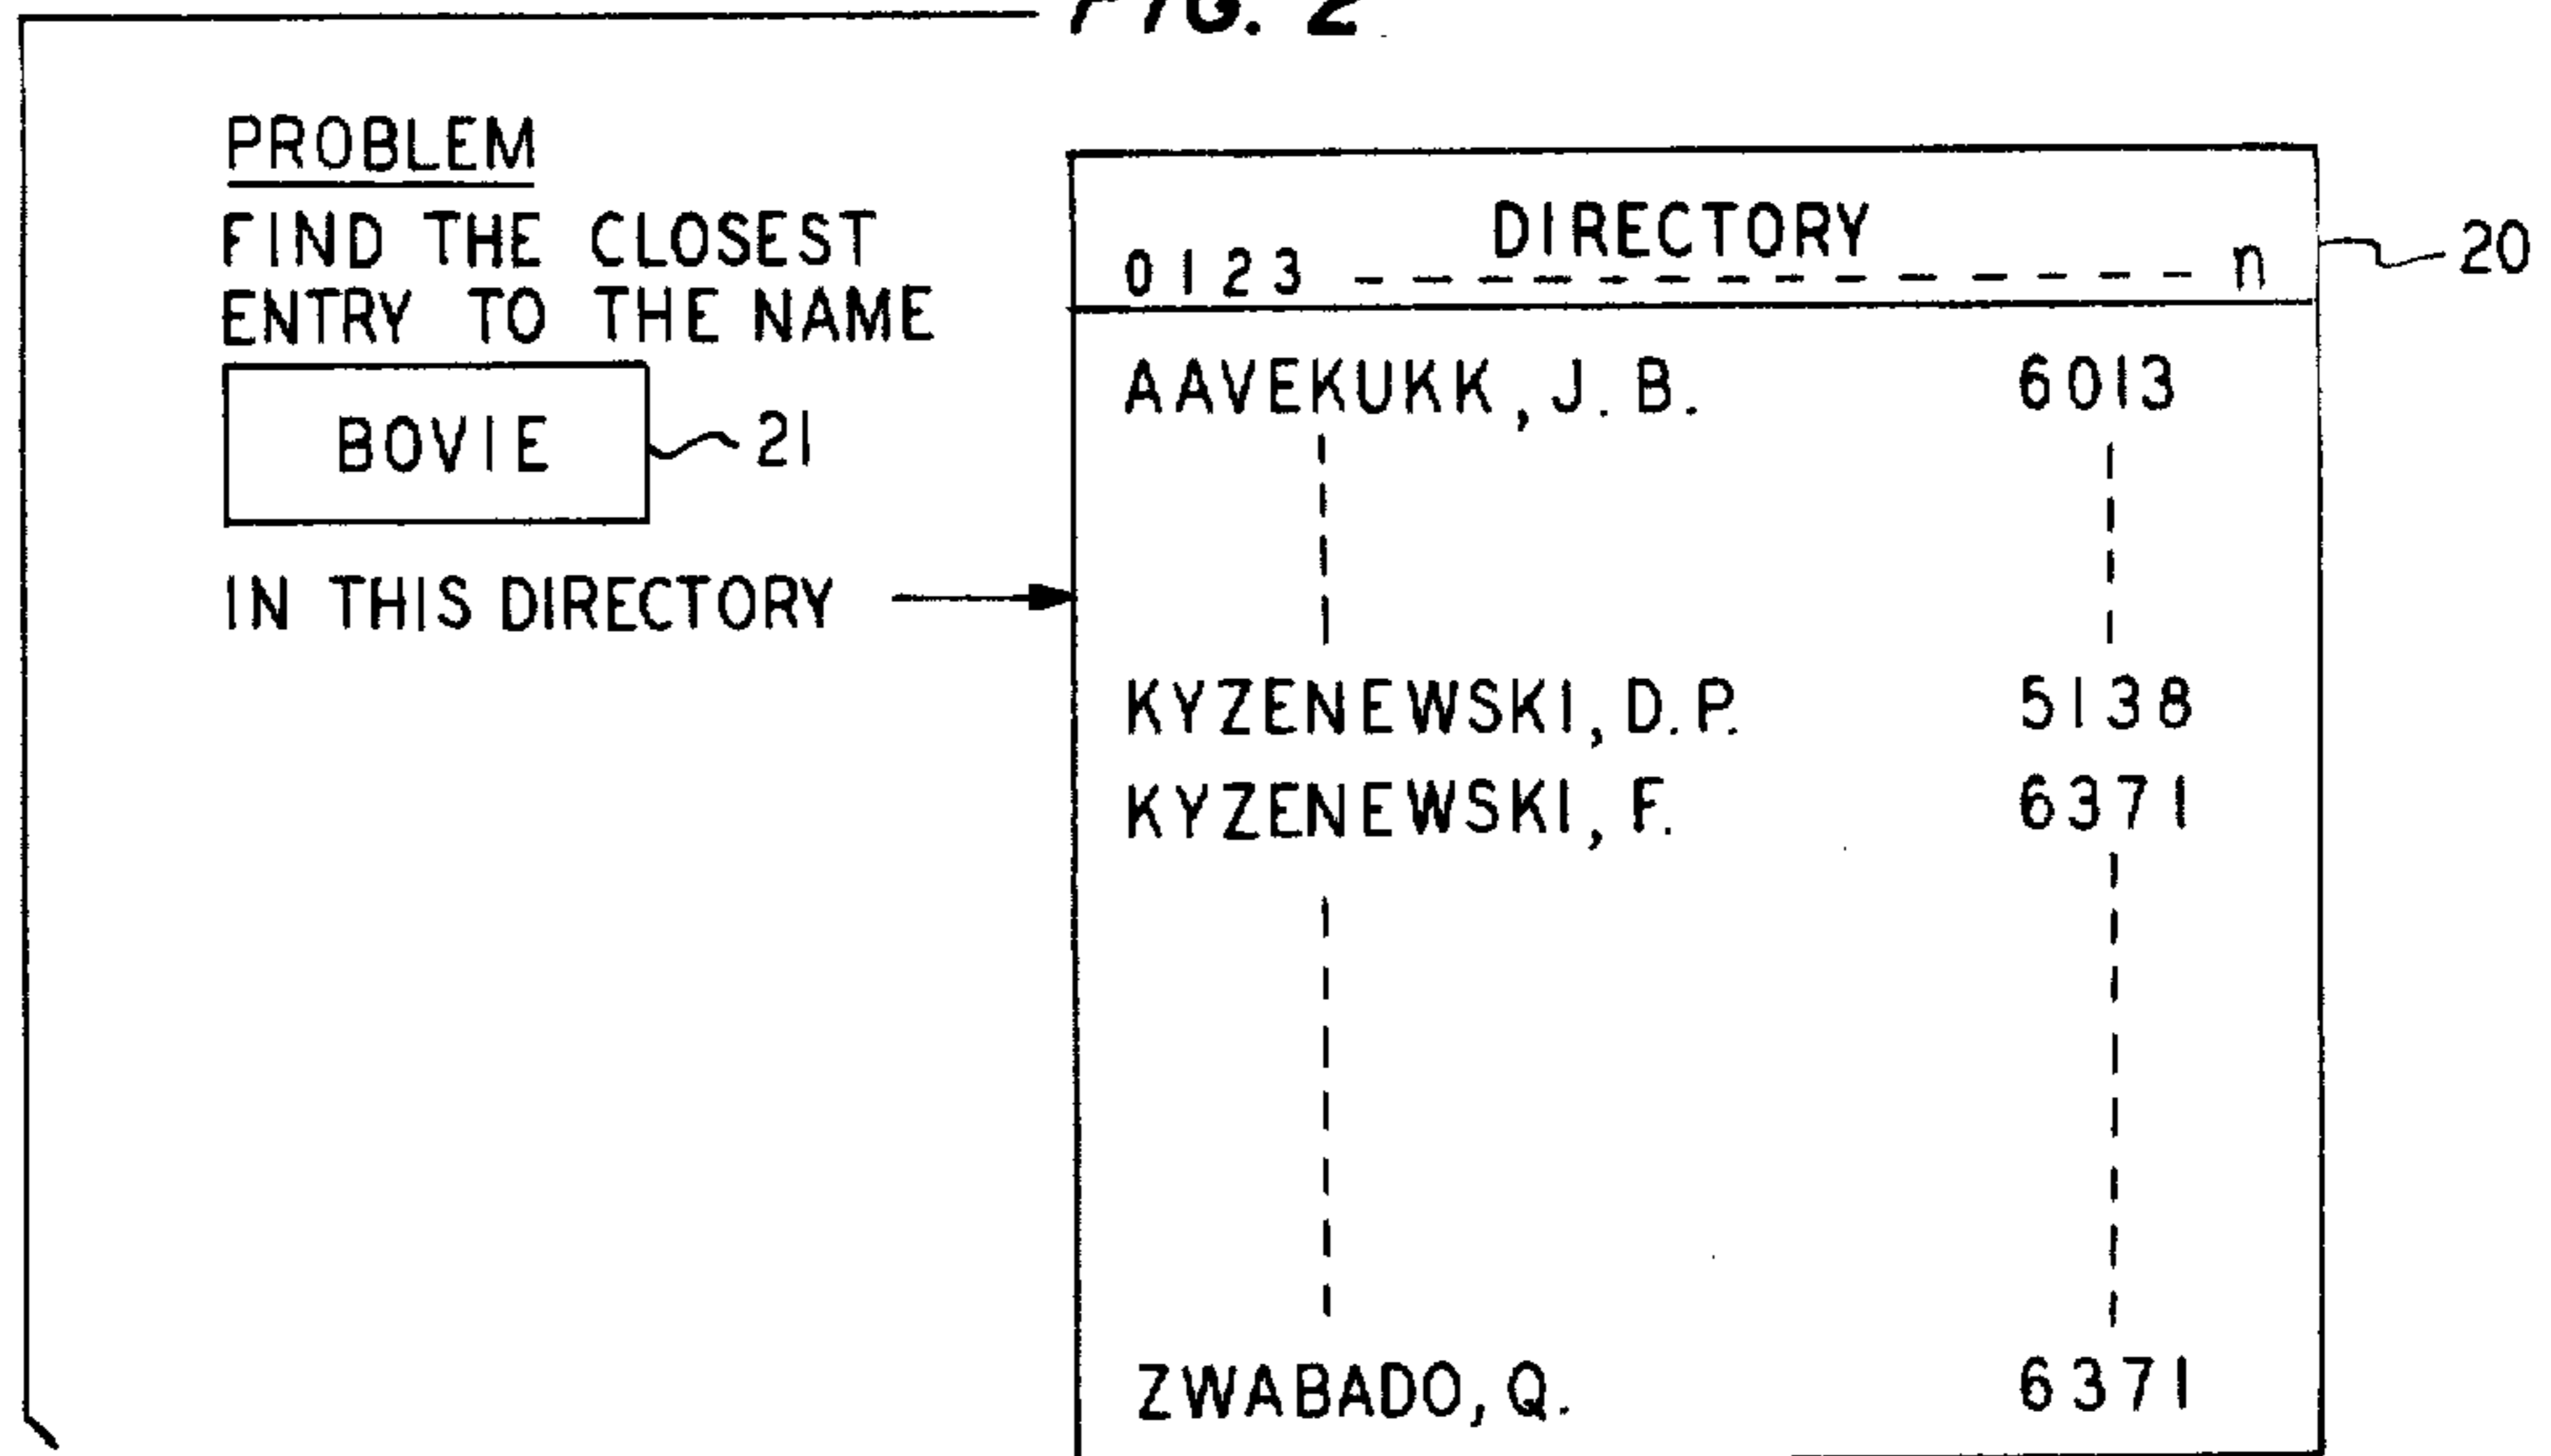 FIG. 2
PROBLEM
FIND THE CLOSEST
ENTRY TO THE NAME
BOVIE 21
IN THIS DIRECTORY
DIRECTORY
0 1 2 3 n 20
AAVEKUKK, J. B. 6013
KYZENEWSKI, D. P. 5138
KYZENEWSKI, F. 6371
ZWABADO, Q. 6371